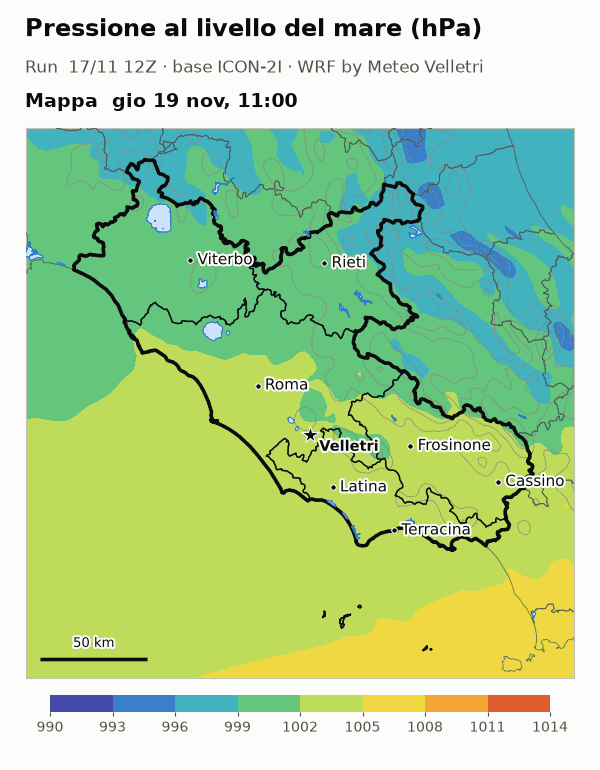 Pressione al livello del mare (hPa)
Run  17/11 12Z · base ICON-2I · WRF by Meteo Velletri
Mappa  gio 19 nov, 11:00
Viterbo
Rieti
Roma
Velletri
Frosinone
Latina
Cassino
Terracina
50 km
990 993 996 999 1002 1005 1008 1011 1014